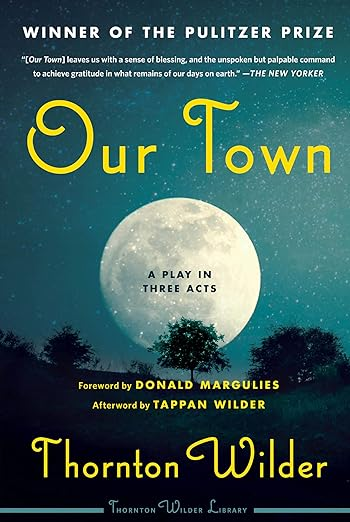 WINNER OF THE PULITZER PRIZE
“[Our Town] leaves us with a sense of blessing, and the unspoken but palpable command
to achieve gratitude in what remains of our days on earth.” —THE NEW YORKER
Our Town
A PLAY IN
THREE ACTS
Foreword by DONALD MARGULIES
Afterword by TAPPAN WILDER
Thornton Wilder
THORNTON WILDER LIBRARY